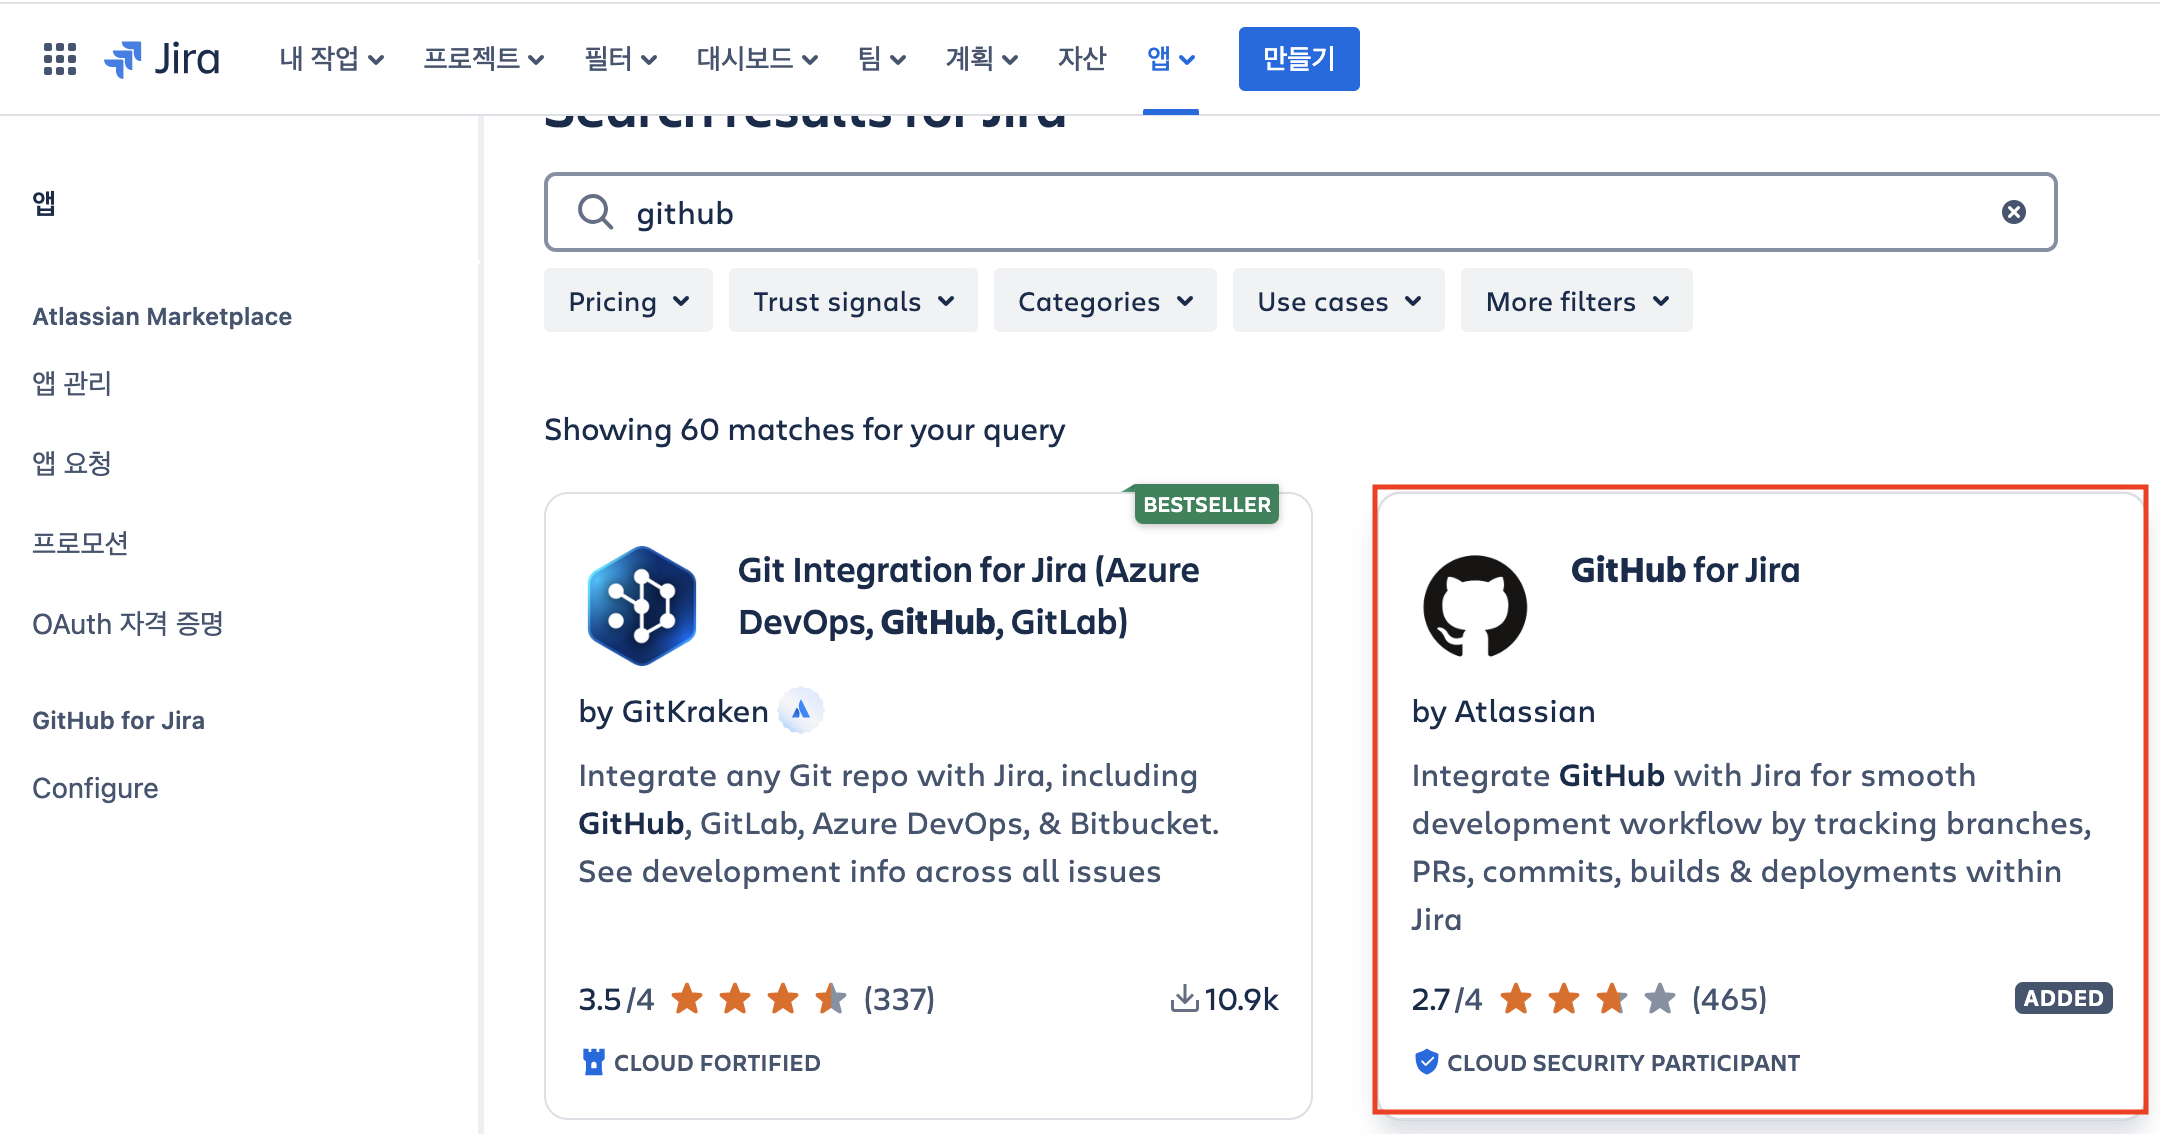 Jira
내 작업
프로젝트
필터
대시보드
팀
계획
자산
앱
만들기
앱
Atlassian Marketplace
앱 관리
앱 요청
프로모션
OAuth 자격 증명
GitHub for Jira
Configure
Search results for Jira
github
Pricing
Trust signals
Categories
Use cases
More filters
Showing 60 matches for your query
BESTSELLER
Git Integration for Jira (Azure
DevOps, GitHub, GitLab)
by GitKraken
Integrate any Git repo with Jira, including
GitHub, GitLab, Azure DevOps, & Bitbucket.
See development info across all issues
3.5/4 (337)
10.9k
CLOUD FORTIFIED
GitHub for Jira
by Atlassian
Integrate GitHub with Jira for smooth
development workflow by tracking branches,
PRs, commits, builds & deployments within
Jira
2.7/4 (465)
ADDED
CLOUD SECURITY PARTICIPANT